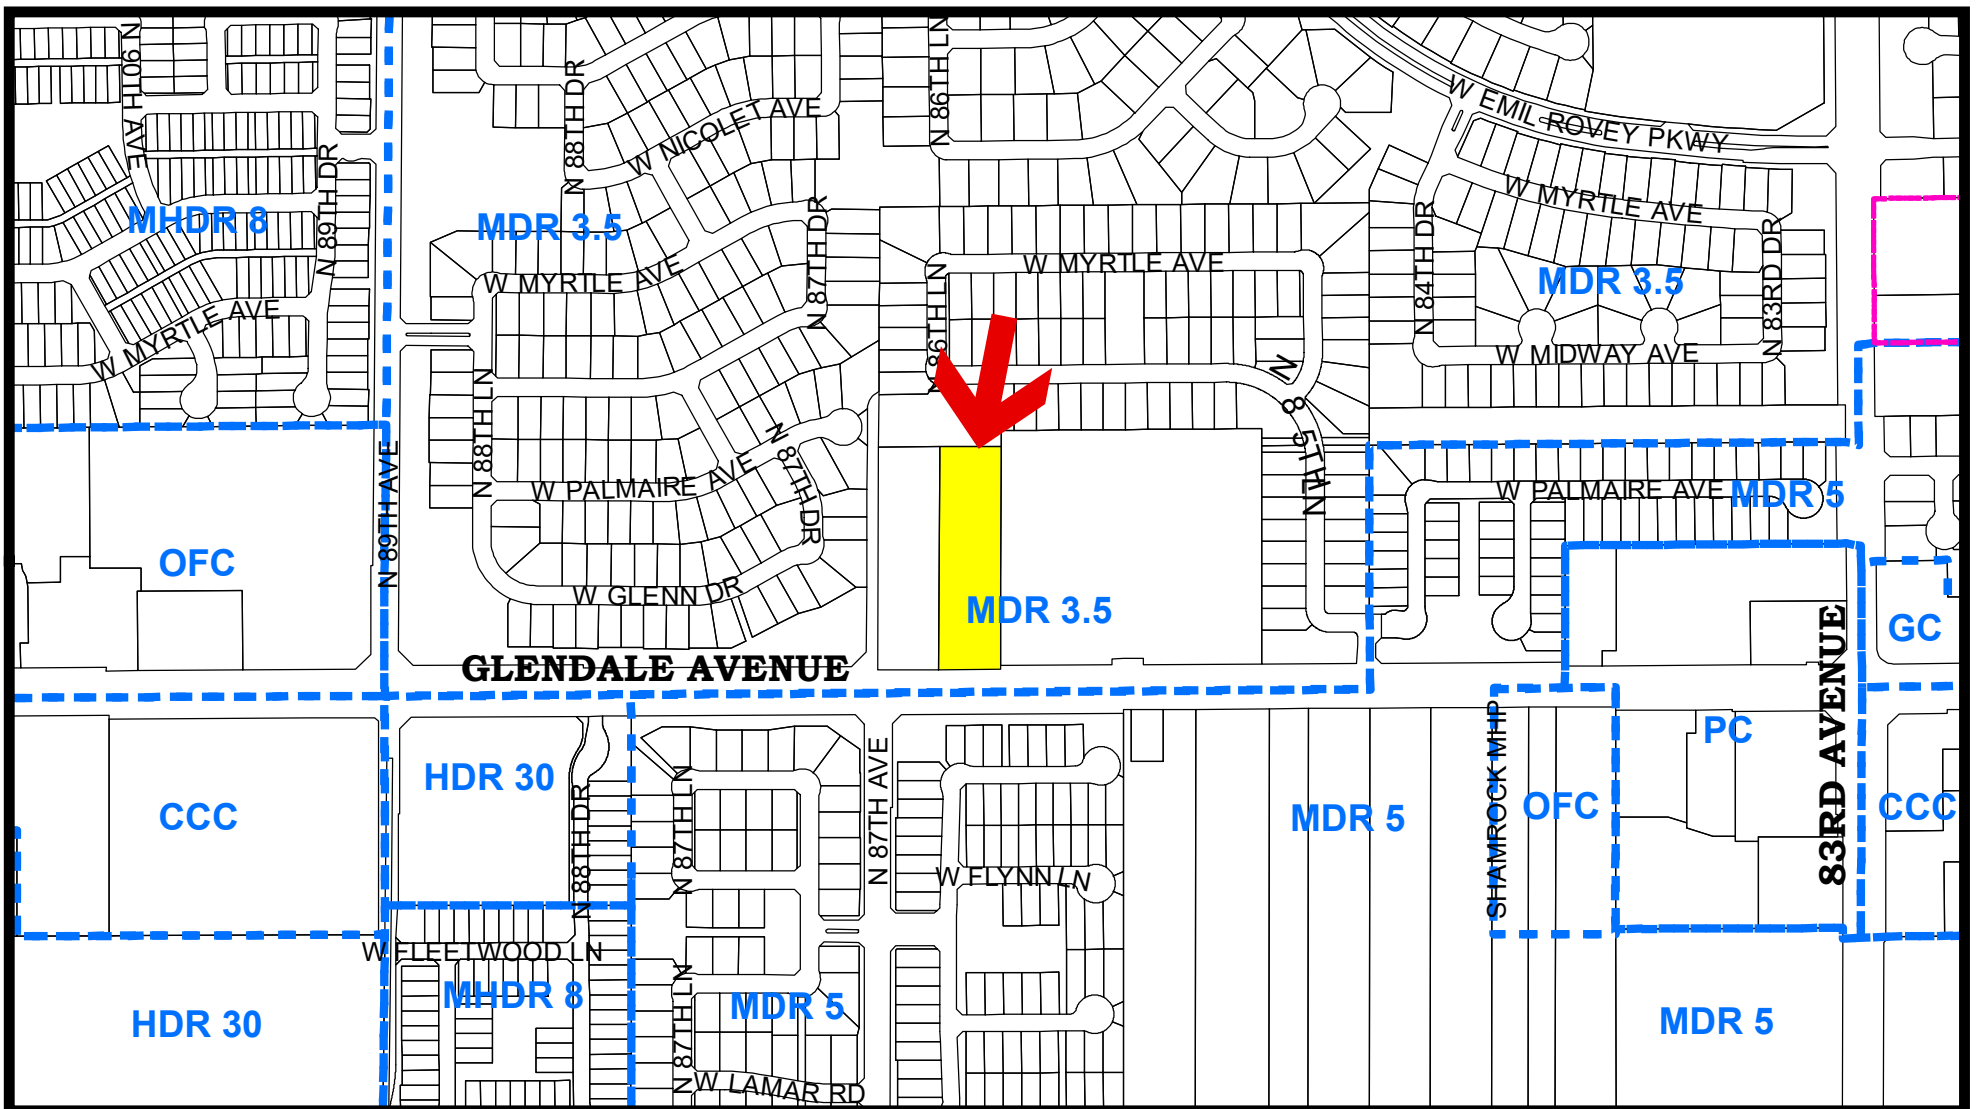 N 90TH AVE
N 89TH DR
MHDR 8
W MYRTLE AVE
N 88TH DR
W NICOLET AVE
MDR 3.5
N 87TH DR
W MYRTLE AVE
N 86TH LN
N 86TH LN
W MYRTLE AVE
W EMIL ROVEY PKWY
W MYRTLE AVE
N 84TH DR
MDR 3.5
N 83RD DR
W MIDWAY AVE
N 85TH LN
N 89TH AVE
N 88TH LN
W PALMAIRE AVE
N 87TH DR
W GLENN DR
OFC
MDR 3.5
W PALMAIRE AVE
MDR 5
GC
GLENDALE AVENUE
83RD AVENUE
CCC
HDR 30
N 88TH DR
N 87TH LN
N 87TH AVE
W FLYNN LN
MDR 5
SHAMROCK MHP
OFC
PC
CCC
W FLEETWOOD LN
MHDR 8
HDR 30
N 87TH LN
MDR 5
W LAMAR RD
MDR 5